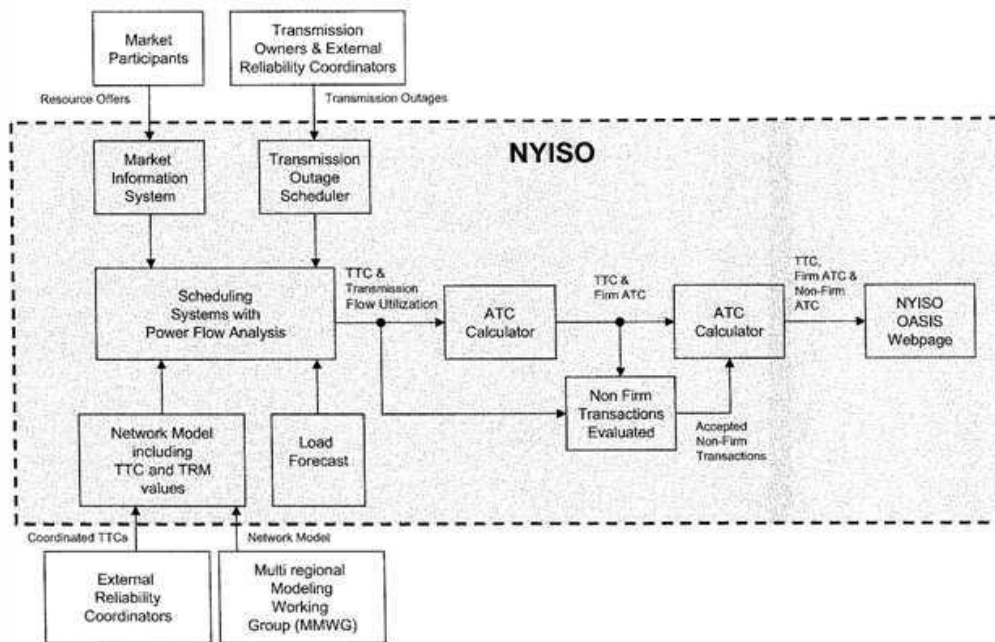 Market
Participants
Transmission
Owners & External
Reliability Coordinators
Resource Offers
Transmission Outages
NYISO
Market
Information
System
Transmission
Outage
Scheduler
Scheduling
Systems with
Power Flow Analysis
TTC &
Transmission
Flow Utilization
ATC
Calculator
TTC &
Firm ATC
ATC
Calculator
TTC,
Firm ATC &
Non-Firm
ATC
NYISO
OASIS
Webpage
Non Firm
Transactions
Evaluated
Accepted
Non-Firm
Transactions
Network Model
including
TTC and TRM
values
Load
Forecast
Coordinated TTCs
Network Model
External
Reliability
Coordinators
Multi regional
Modeling
Working
Group (MMWG)